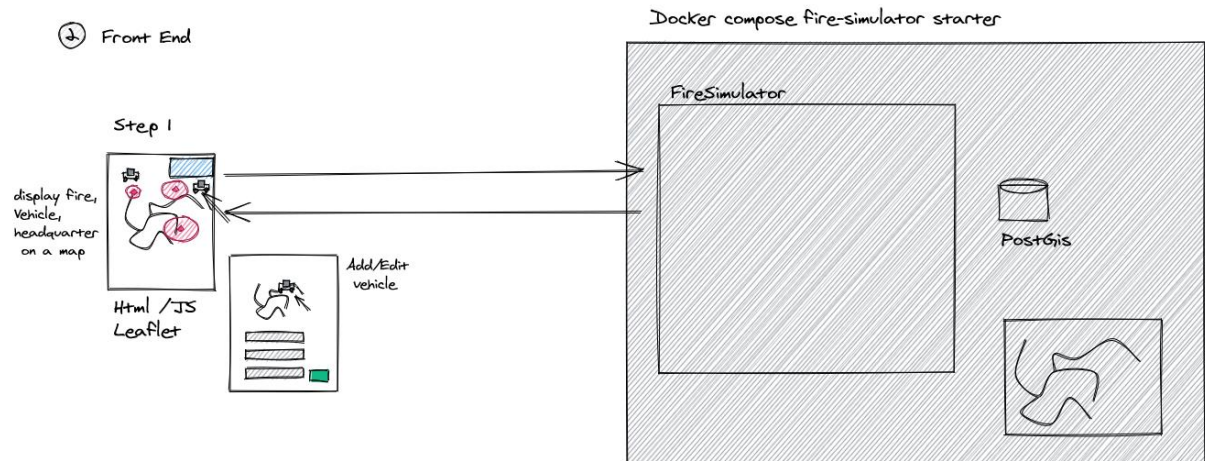 2 Front End
Docker compose fire-simulator starter
Step 1
FireSimulator
display fire,
Vehicle,
headquarter
on a map
Html / JS
Leaflet
Add/Edit
vehicle
PostGis